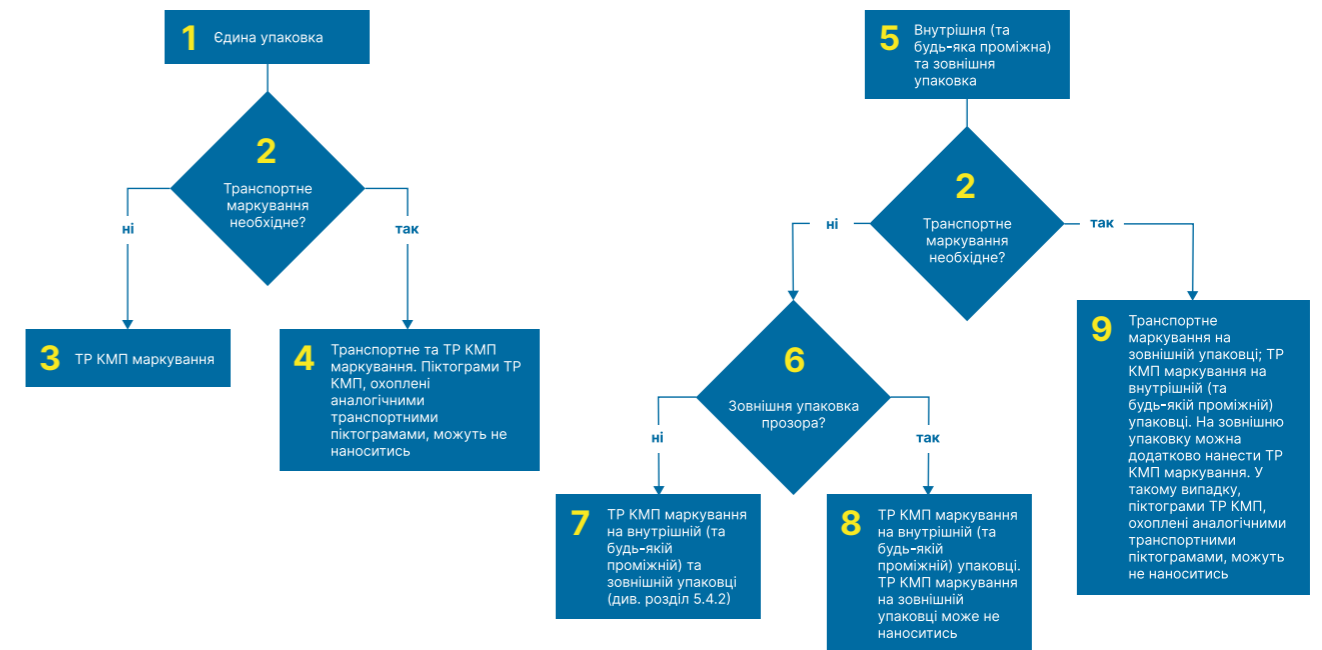 1
Єдина упаковка
2
Транспортне
маркування
необхідне?
ні
так
3
ТР КМП маркування
4
Транспортне та ТР КМП
маркування. Піктограми ТР
КМП, охоплені
аналогічними
транспортними
піктограмами, можуть не
наноситись
5
Внутрішня (та
будь-яка проміжна)
та зовнішня
упаковка
2
Транспортне
маркування
необхідне?
ні
так
6
Зовнішня упаковка
прозора?
ні
так
7
ТР КМП маркування
на внутрішній (та
будь-якій
проміжній) та
зовнішній упаковці
(див. розділ 5.4.2)
8
ТР КМП маркування
на внутрішній (та
будь-якій
проміжній) упаковці.
ТР КМП маркування
на зовнішній
упаковці може не
наноситись
9
Транспортне
маркування на
зовнішній упаковці; ТР
КМП маркування на
внутрішній (та
будь-якій проміжній)
упаковці. На зовнішню
упаковку можна
додатково нанести ТР
КМП маркування. У
такому випадку,
піктограми ТР КМП,
охоплені аналогічними
транспортними
піктограмами, можуть
не наноситись